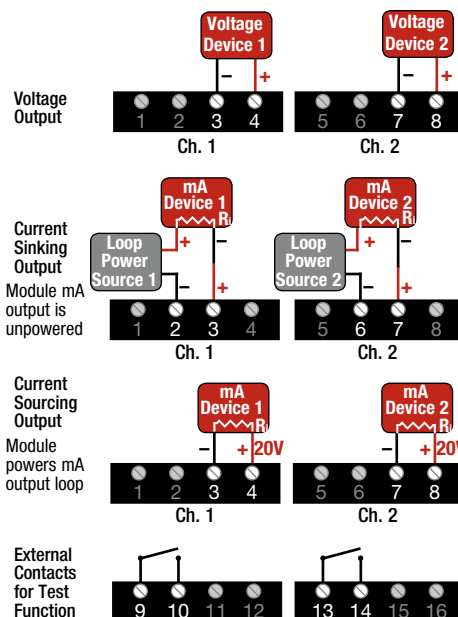 Voltage
Device 1
Voltage
Device 2
Voltage
Output
– +
– +
1 2 3 4
5 6 7 8
Ch. 1
Ch. 2
Current
Sinking
Output
Module mA
output is
unpowered
mA
Device 1
Ri
mA
Device 2
Ri
Loop
Power
Source 1
+ –
– +
Loop
Power
Source 2
+ –
– +
1 2 3 4
5 6 7 8
Ch. 1
Ch. 2
Current
Sourcing
Output
Module
powers mA
output loop
mA
Device 1
Ri
mA
Device 2
Ri
– + 20V
– + 20V
1 2 3 4
5 6 7 8
Ch. 1
Ch. 2
External
Contacts
for Test
Function
9 10 11 12
13 14 15 16